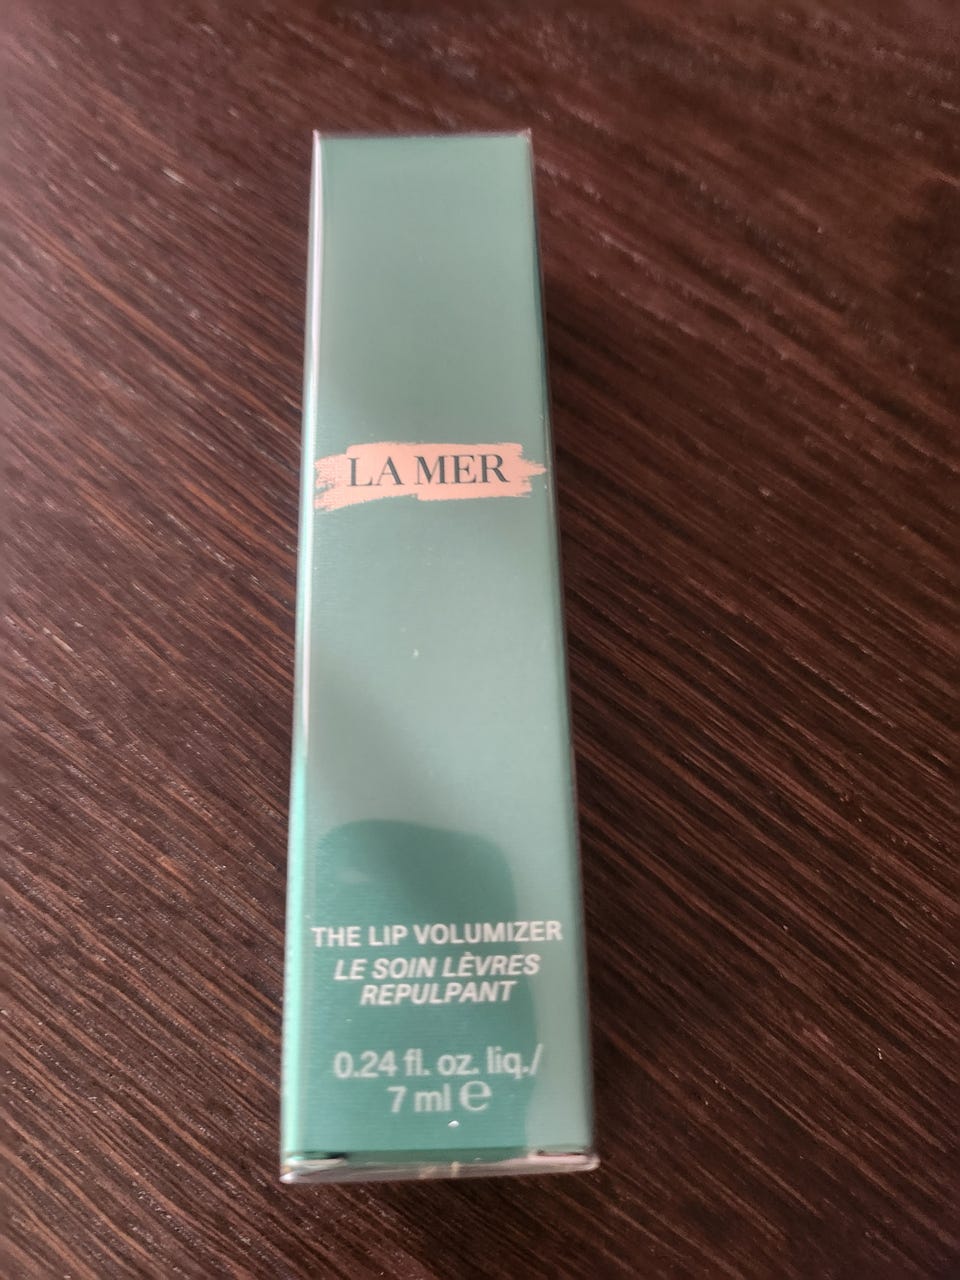 LA MER
THE LIP VOLUMIZER
LE SOIN LÈVRES
REPULPANT
0.24 fl. oz. liq./
7 ml ℮